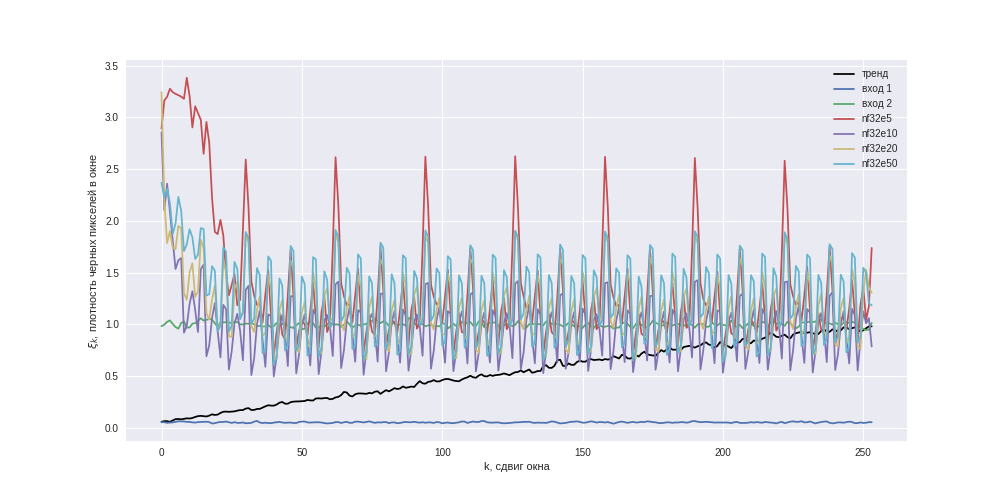 3.5
3.0
2.5
2.0
1.5
1.0
0.5
0.0
ξk, плотность черных пикселей в окне
тренд
вход 1
вход 2
nf32e5
nf32e10
nf32e20
nf32e50
0 50 100 150 200 250
k, сдвиг окна